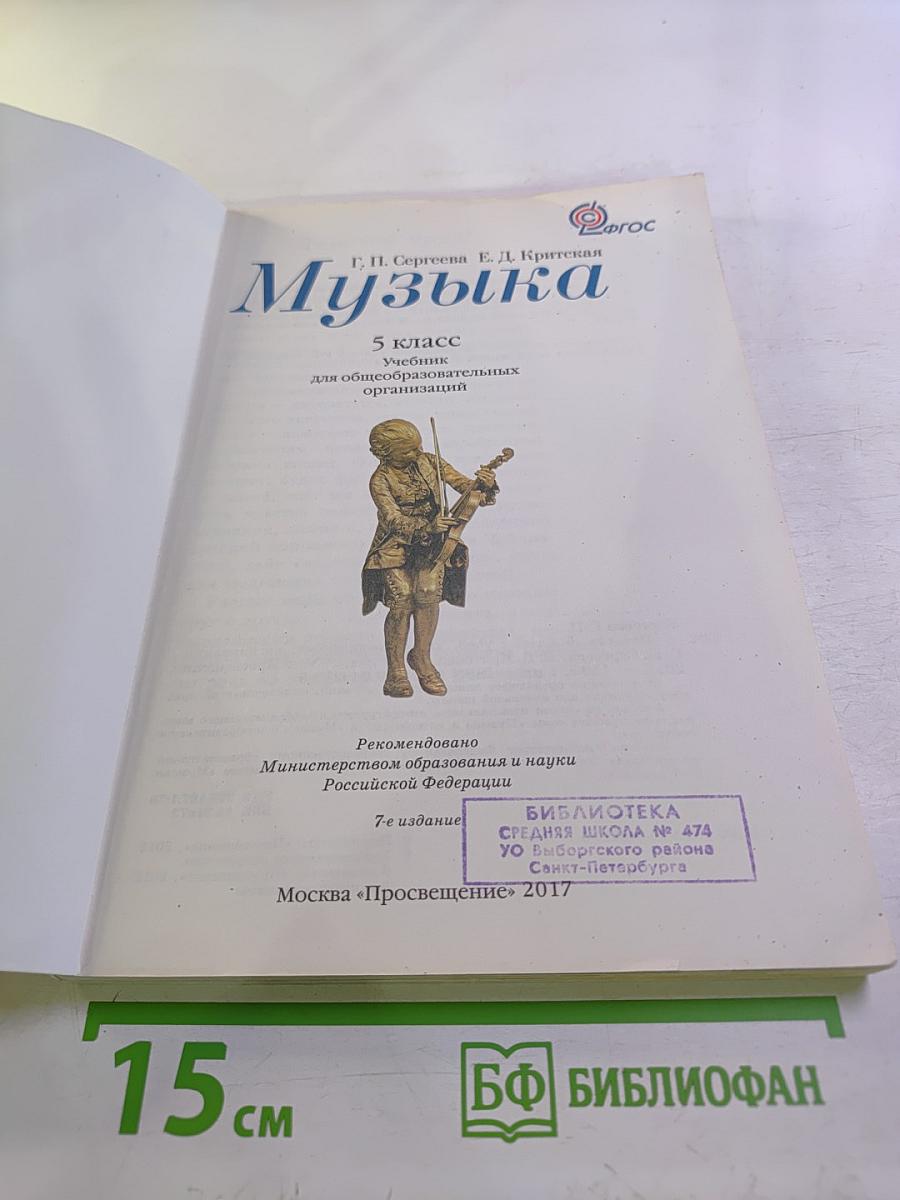 ФГОС
Г. П. Сергеева Е. Д. Критская
Музыка
5 класс
Учебник
для общеобразовательных
организаций
Рекомендовано
Министерством образования и науки
Российской Федерации
7-е издание
БИБЛИОТЕКА
СРЕДНЯЯ ШКОЛА № 474
УО Выборгского района
Санкт-Петербурга
Москва «Просвещение» 2017
15 см
БФ БИБЛИОФАН